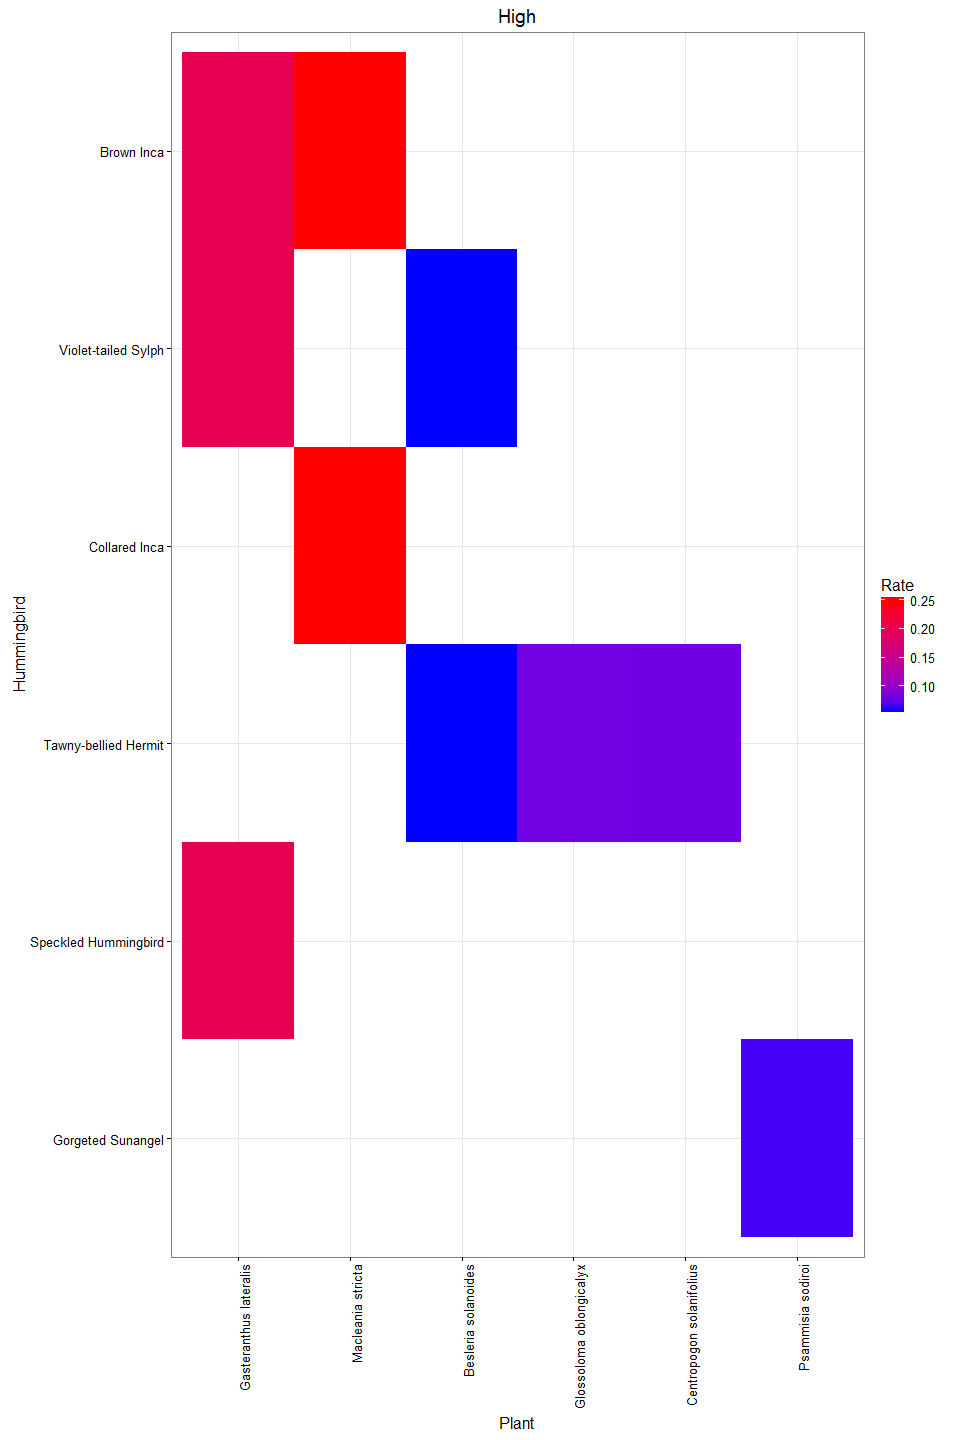 High
Hummingbird
Brown Inca
Violet-tailed Sylph
Collared Inca
Tawny-bellied Hermit
Speckled Hummingbird
Gorgeted Sunangel
Gasteranthus lateralis
Macleania stricta
Besleria solanoides
Glossoloma oblongicalyx
Centropogon solanifolius
Psammisia sodiroi
Plant
Rate
0.25
0.20
0.15
0.10